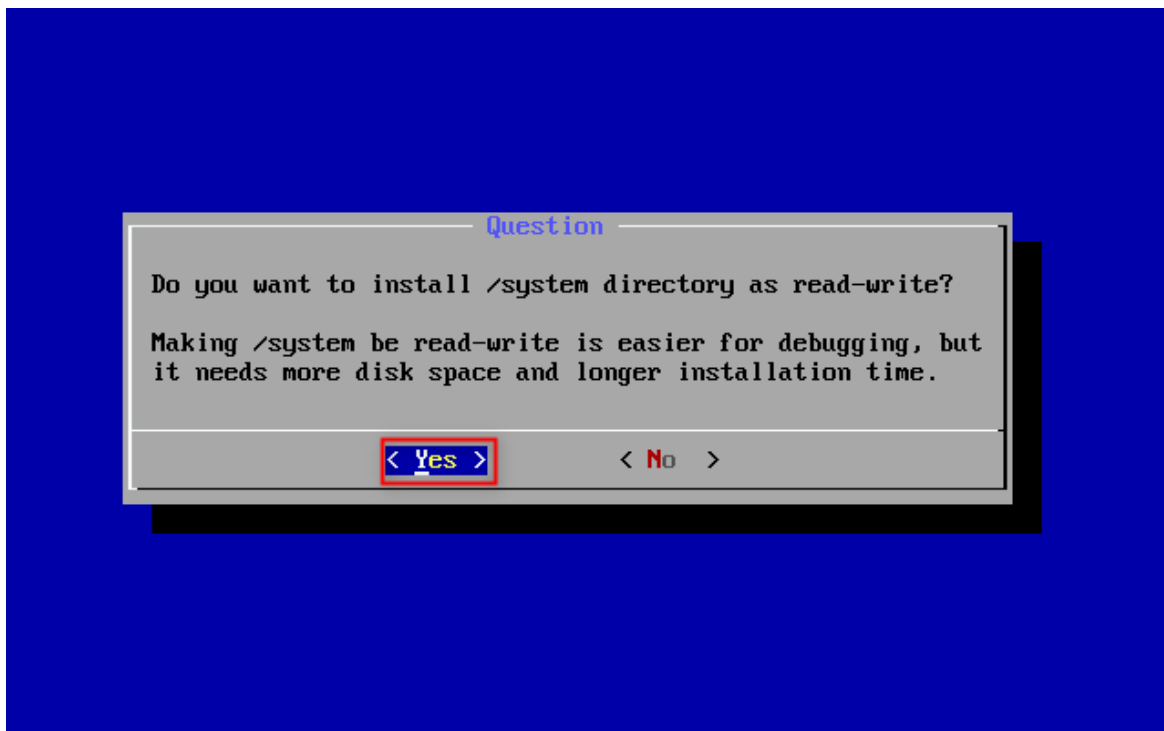 Question
Do you want to install /system directory as read-write?
Making /system be read-write is easier for debugging, but
it needs more disk space and longer installation time.
< Yes > < No >